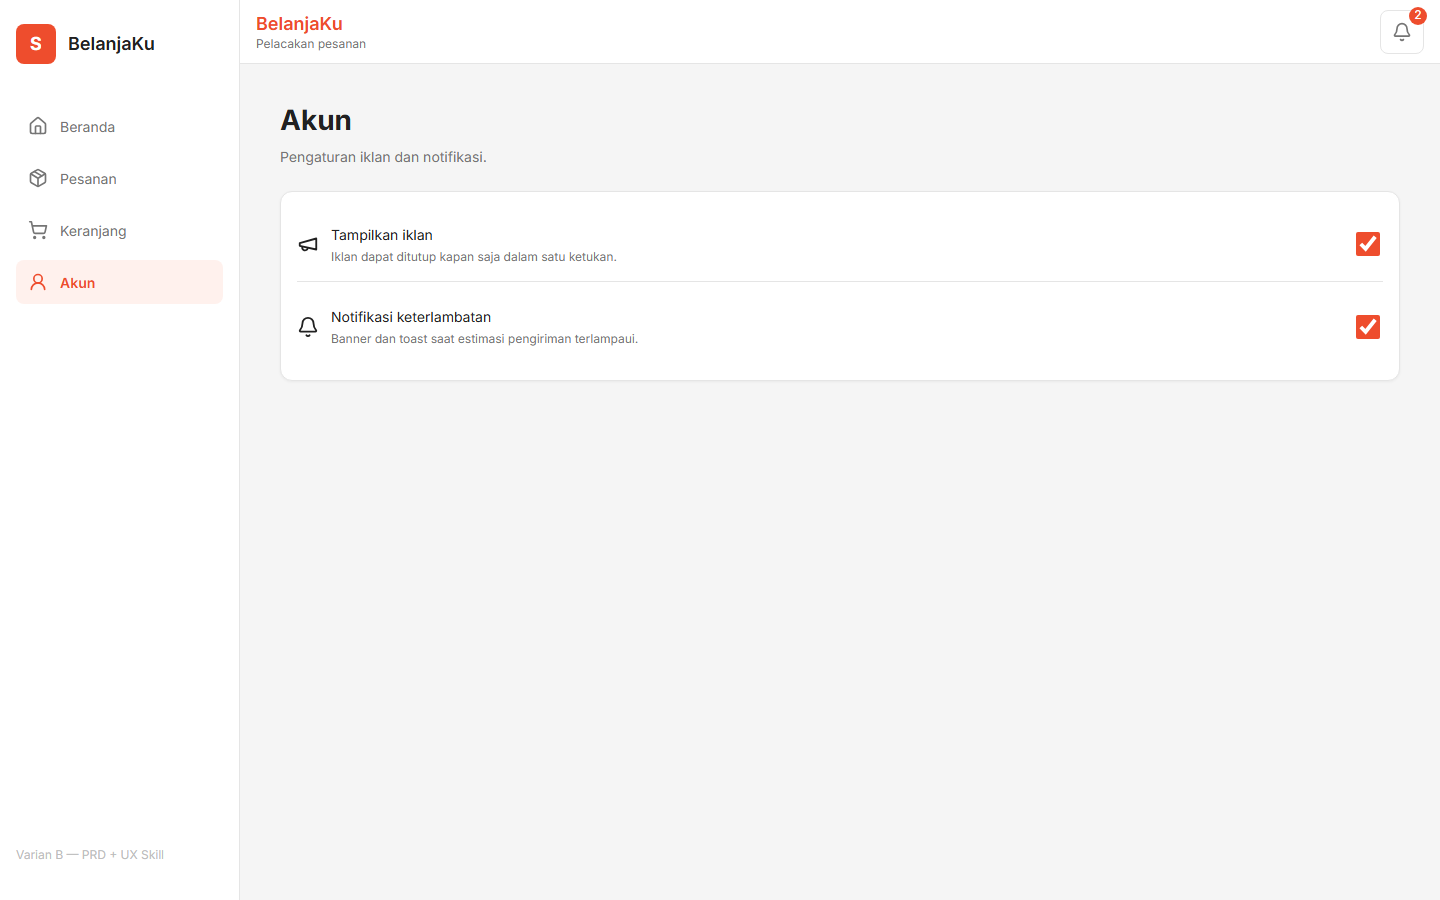 S
BelanjaKu
Beranda
Pesanan
Keranjang
Akun
Varian B — PRD + UX Skill
BelanjaKu
Pelacakan pesanan
2
Akun
Pengaturan iklan dan notifikasi.
Tampilkan iklan
Iklan dapat ditutup kapan saja dalam satu ketukan.
Notifikasi keterlambatan
Banner dan toast saat estimasi pengiriman terlampaui.